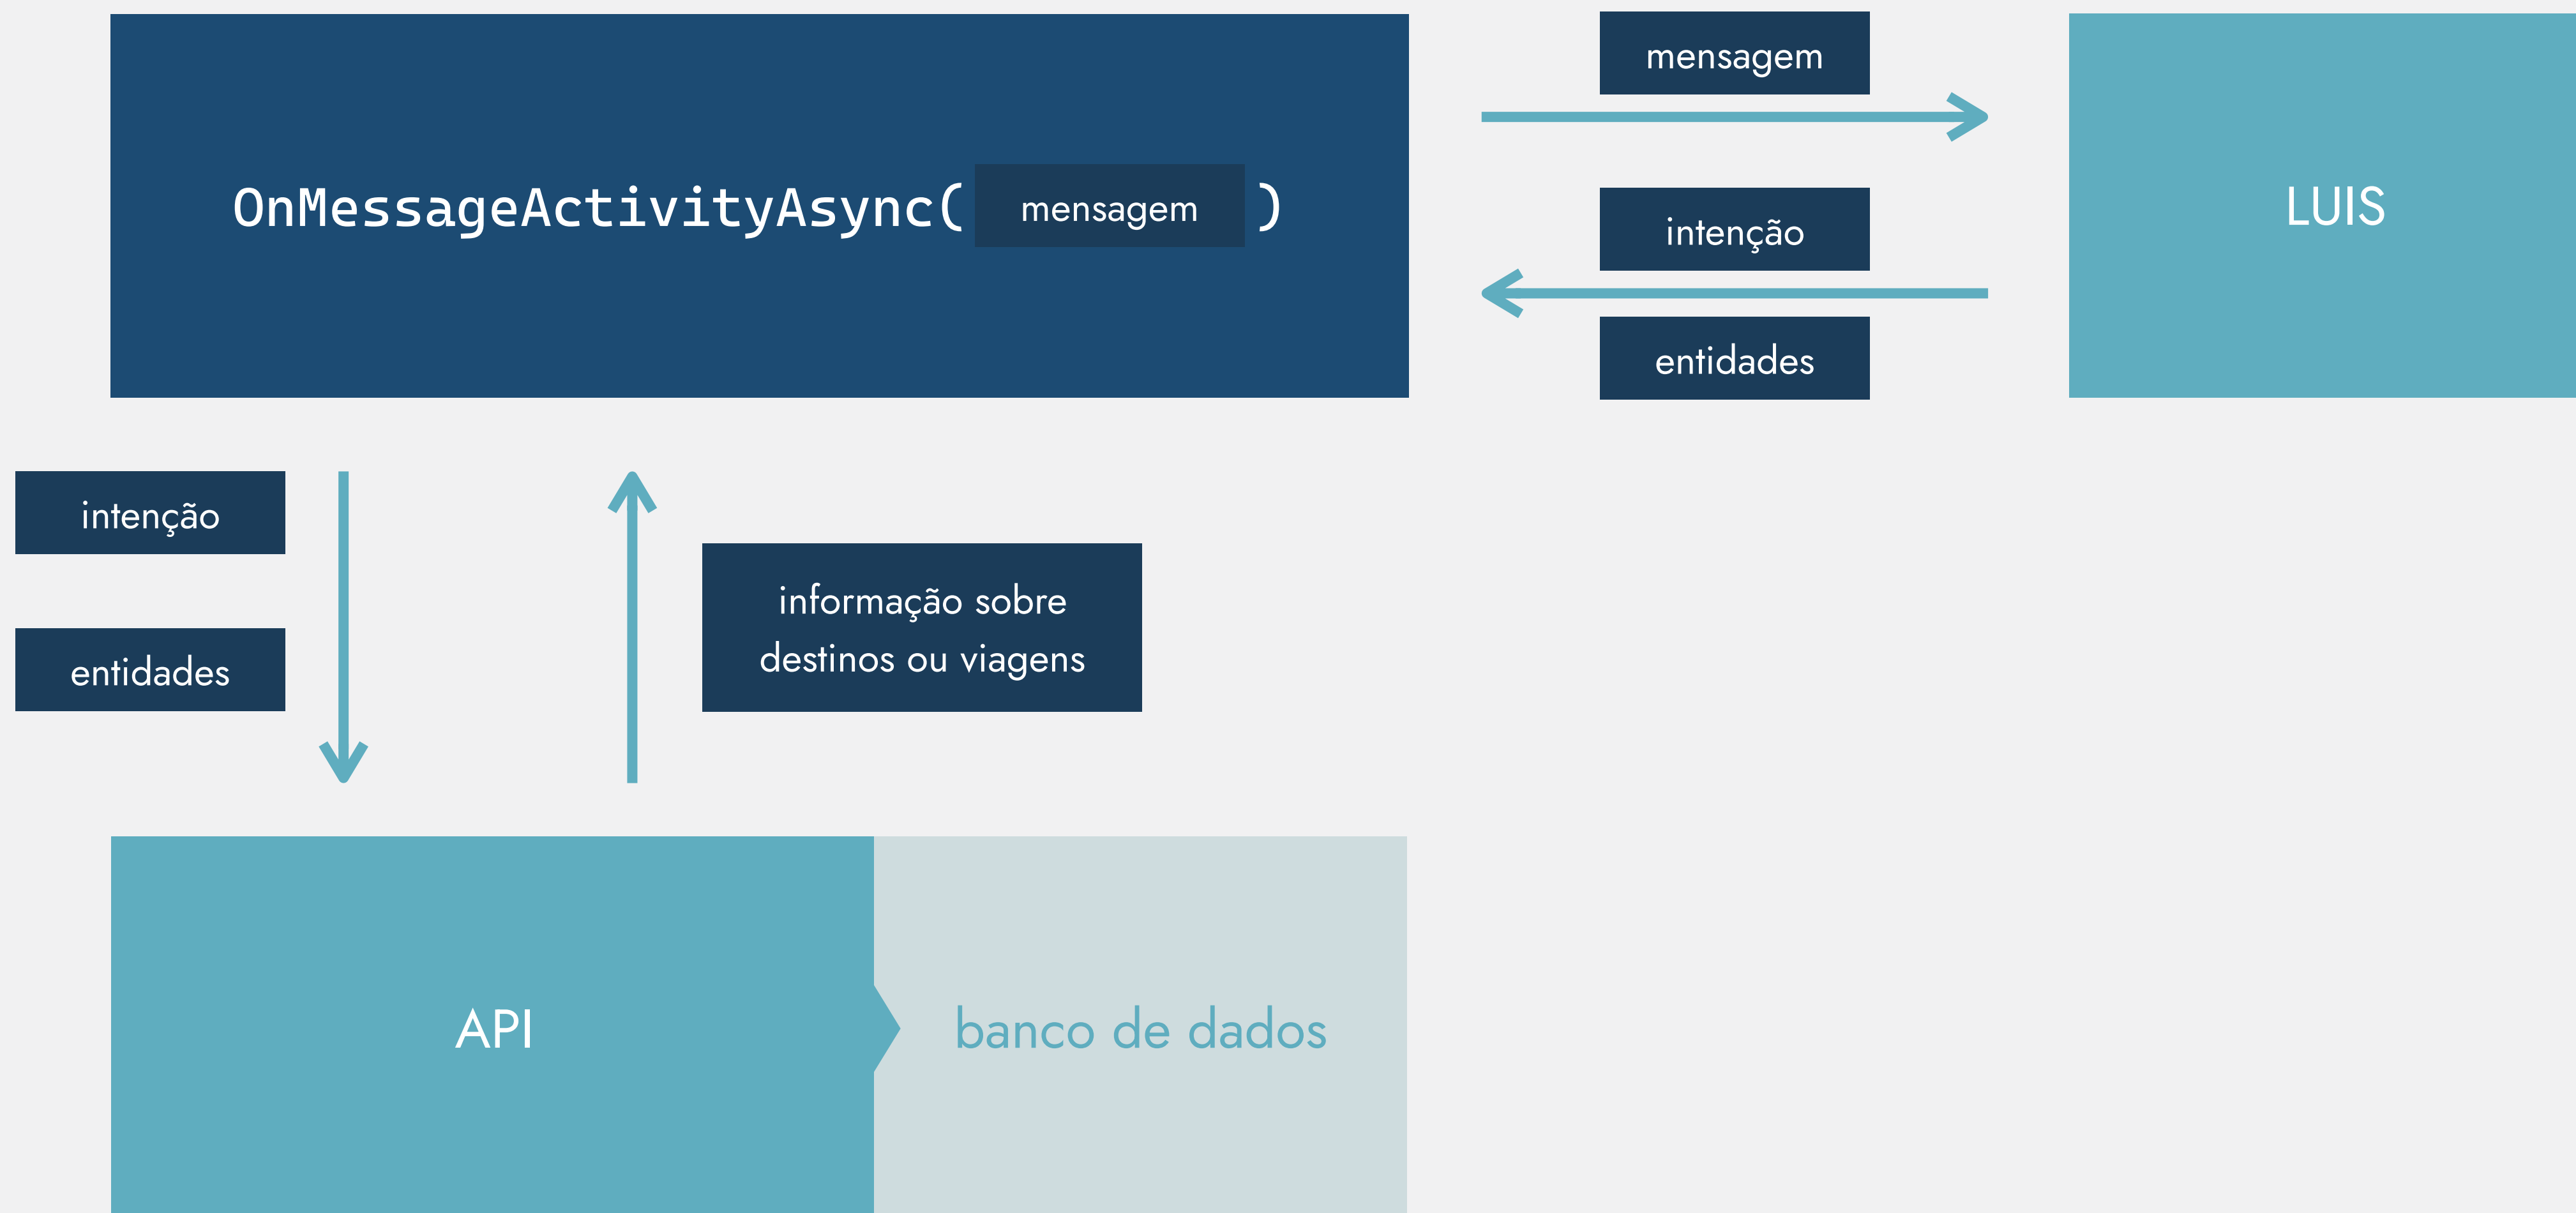 OnMessageActivityAsync( mensagem )
mensagem
intenção
entidades
LUIS
intenção
entidades
informação sobre
destinos ou viagens
API
banco de dados